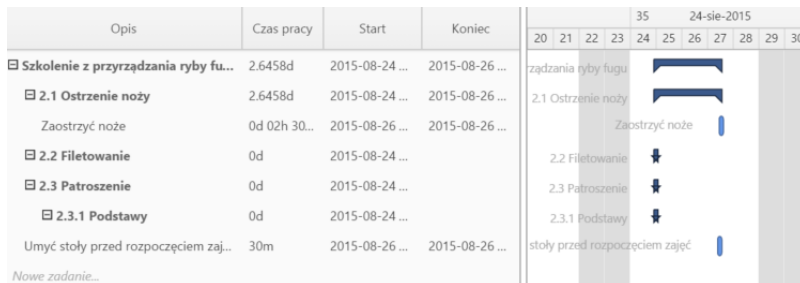 Opis Czas pracy Start Koniec
35 24-sie-2015
20 21 22 23 24 25 26 27 28 29 30
Szkolenie z przyrządzania ryby fu... 2.6458d 2015-08-24 ... 2015-08-26 ...
rządzania ryby fugu
2.1 Ostrzenie noży 2.6458d 2015-08-24 ... 2015-08-26 ...
2.1 Ostrzenie noży
Zaostrzyć noże 0d 02h 30... 2015-08-26 ... 2015-08-26 ...
Zaostrzyć noże
2.2 Filetowanie 0d 2015-08-24 ...
2.2 Filetowanie
2.3 Patroszenie 0d 2015-08-24 ...
2.3 Patroszenie
2.3.1 Podstawy 0d 2015-08-24 ...
2.3.1 Podstawy
Umyć stoły przed rozpoczęciem zaj... 30m 2015-08-26 ... 2015-08-26 ...
stoły przed rozpoczęciem zajęć
Nowe zadanie...